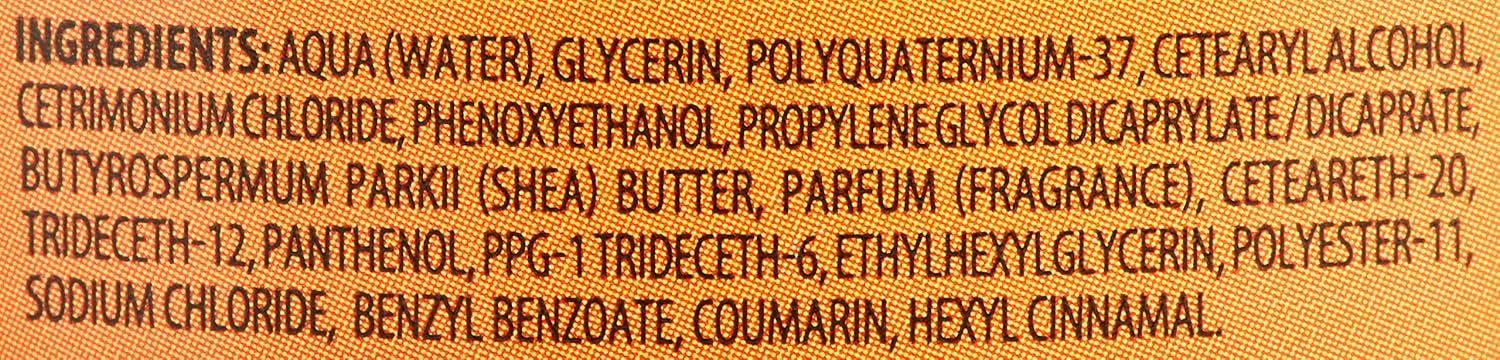 INGREDIENTS: AQUA (WATER), GLYCERIN, POLYQUATERNIUM-37, CETEARYL ALCOHOL,
CETRIMONIUM CHLORIDE, PHENOXYETHANOL, PROPYLENE GLYCOL DICAPRYLATE / DICAPRATE,
BUTYROSPERMUM PARKII (SHEA) BUTTER, PARFUM (FRAGRANCE), CETEARETH-20,
TRIDECETH-12, PANTHENOL, PPG-1 TRIDECETH-6, ETHYLHEXYLGLYCERIN, POLYESTER-11,
SODIUM CHLORIDE, BENZYL BENZOATE, COUMARIN, HEXYL CINNAMAL.